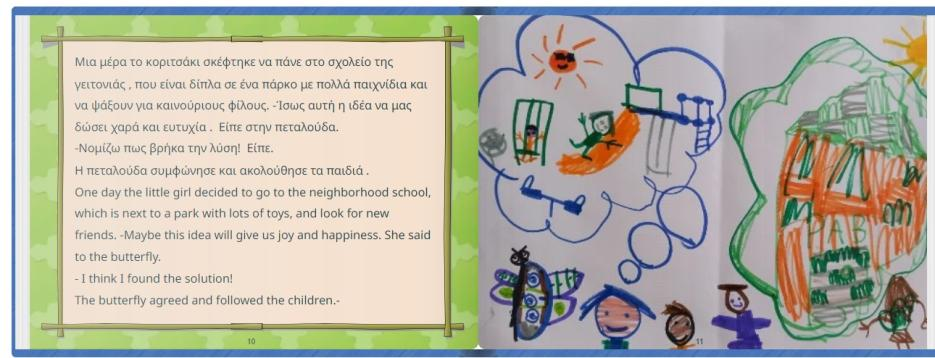 Μια μέρα το κοριτσάκι σκέφτηκε να πάνε στο σχολείο της
γειτονιάς , που είναι δίπλα σε ένα πάρκο με πολλά παιχνίδια και
να ψάξουν για καινούριους φίλους. -Ίσως αυτή η ιδέα να μας
δώσει χαρά και ευτυχία . Είπε στην πεταλούδα.
-Νομίζω πως βρήκα την λύση! Είπε.
Η πεταλούδα συμφώνησε και ακολούθησε τα παιδιά .
One day the little girl decided to go to the neighborhood school,
which is next to a park with lots of toys, and look for new
friends. -Maybe this idea will give us joy and happiness. She said
to the butterfly.
- I think I found the solution!
The butterfly agreed and followed the children.-
10
11